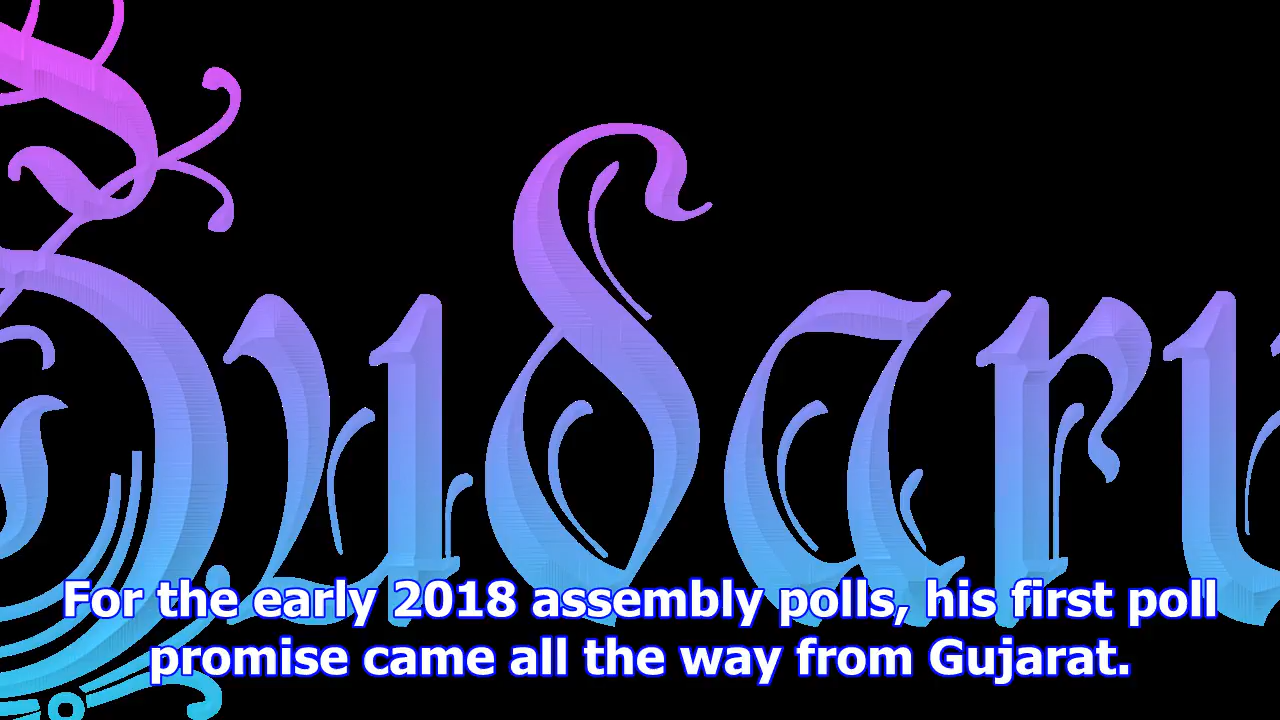 For the early 2018 assembly polls, his first poll
promise came all the way from Gujarat.